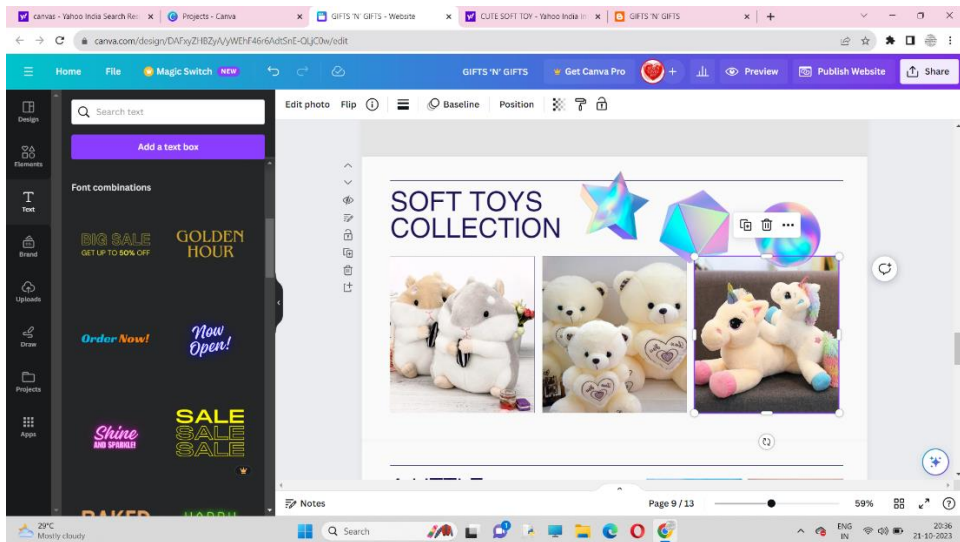 canvas - Yahoo India Search Res
Projects - Canva
GIFTS 'N' GIFTS - Website
CUTE SOFT TOY - Yahoo India In
GIFTS 'N' GIFTS
canva.com/design/DAFxyZHBZyA/yWEhF46r6AdtSnE-QLjC0w/edit
Home
File
Magic Switch NEW
GIFTS 'N' GIFTS
Get Canva Pro
Preview
Publish Website
Share
Design
Elements
Text
Brand
Uploads
Draw
Projects
Apps
Search text
Add a text box
Font combinations
BIG SALE
GET UP TO 50% OFF
GOLDEN
HOUR
Order Now!
Now
Open!
Shine
AND SPARKLE!
SALE
SALE
SALE
BAKED
Edit photo
Flip
Baseline
Position
SOFT TOYS
COLLECTION
Notes
Page 9 / 13
59%
29°C
Mostly cloudy
Search
ENG
IN
20:36
21-10-2023